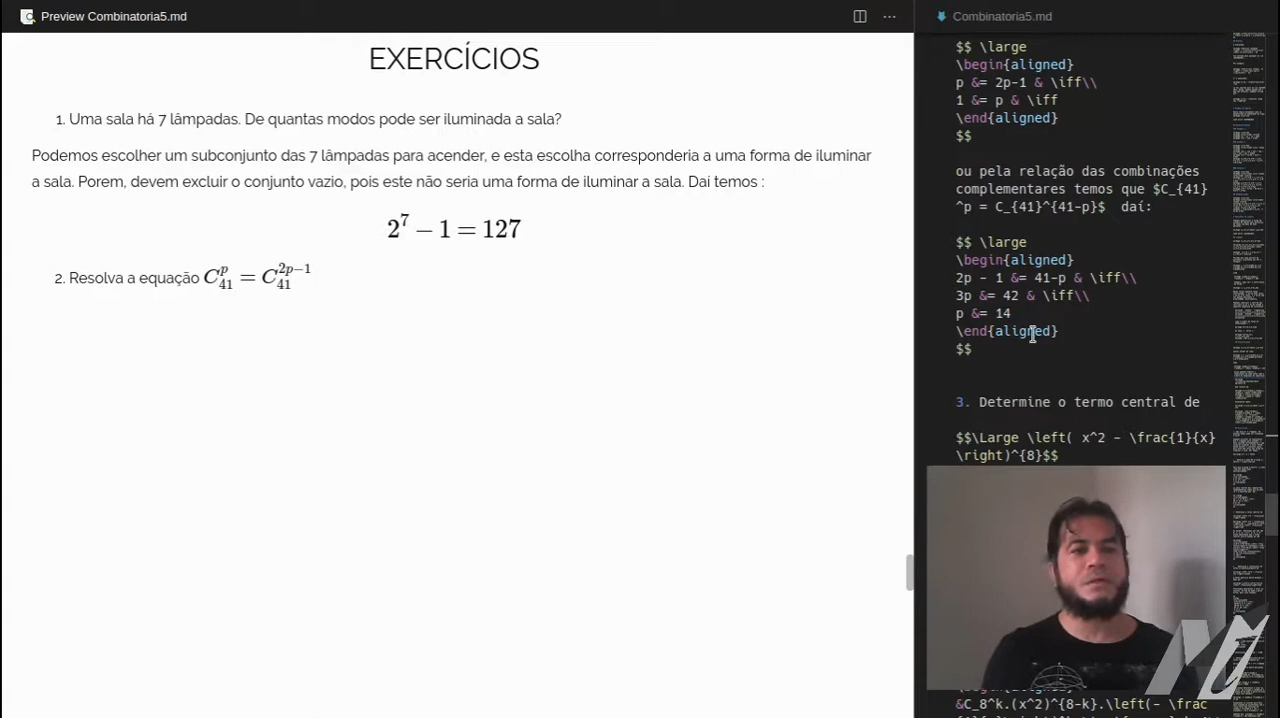 Preview Combinatoria5.md
EXERCÍCIOS
1. Uma sala há 7 lâmpadas. De quantas modos pode ser iluminada a sala?
Podemos escolher um subconjunto das 7 lâmpadas para acender, e esta escolha corresponderia a uma forma de iluminar
a sala. Porem, devem excluir o conjunto vazio, pois este não seria uma forma de iluminar a sala. Dai temos :
2^7 − 1 = 127
2. Resolva a equação C_{41}^{p} = C_{41}^{2p−1}
Combinatoria5.md
$$ \large
\begin{aligned}
p &= 2p-1 & \iff\\
1 &= p & \iff
\end{aligned}
$$
ou pela relação das combinações
complementares temos que $C_{41}
^p = C_{41}^{41-p}$  daí:
$$ \large
\begin{aligned}
2p - 1 &= 41-p & \iff\\
3p &= 42 & \iff\\
p &= 14
\end{aligned}
$$
3. Determine o termo central de
$$\Large \left( x^2 - \frac{1}{x}
\right)^{8}$$
&C_8^k.(x^2)^{8-k}.\left(- \frac